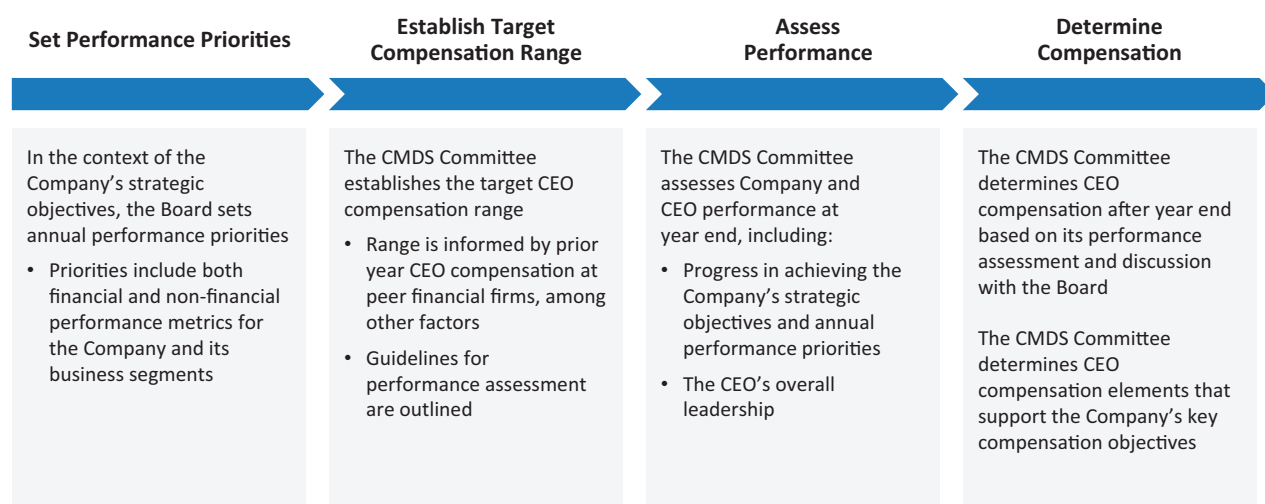 Set Performance Priorities
Establish Target
Compensation Range
Assess
Performance
Determine
Compensation
In the context of the
Company's strategic
objectives, the Board sets
annual performance priorities
• Priorities include both
financial and non-financial
performance metrics for
the Company and its
business segments
The CMDS Committee
establishes the target CEO
compensation range
• Range is informed by prior
year CEO compensation at
peer financial firms, among
other factors
• Guidelines for
performance assessment
are outlined
The CMDS Committee
assesses Company and
CEO performance at
year end, including:
• Progress in achieving the
Company's strategic
objectives and annual
performance priorities
• The CEO's overall
leadership
The CMDS Committee
determines CEO
compensation after year end
based on its performance
assessment and discussion
with the Board
The CMDS Committee
determines CEO
compensation elements that
support the Company's key
compensation objectives